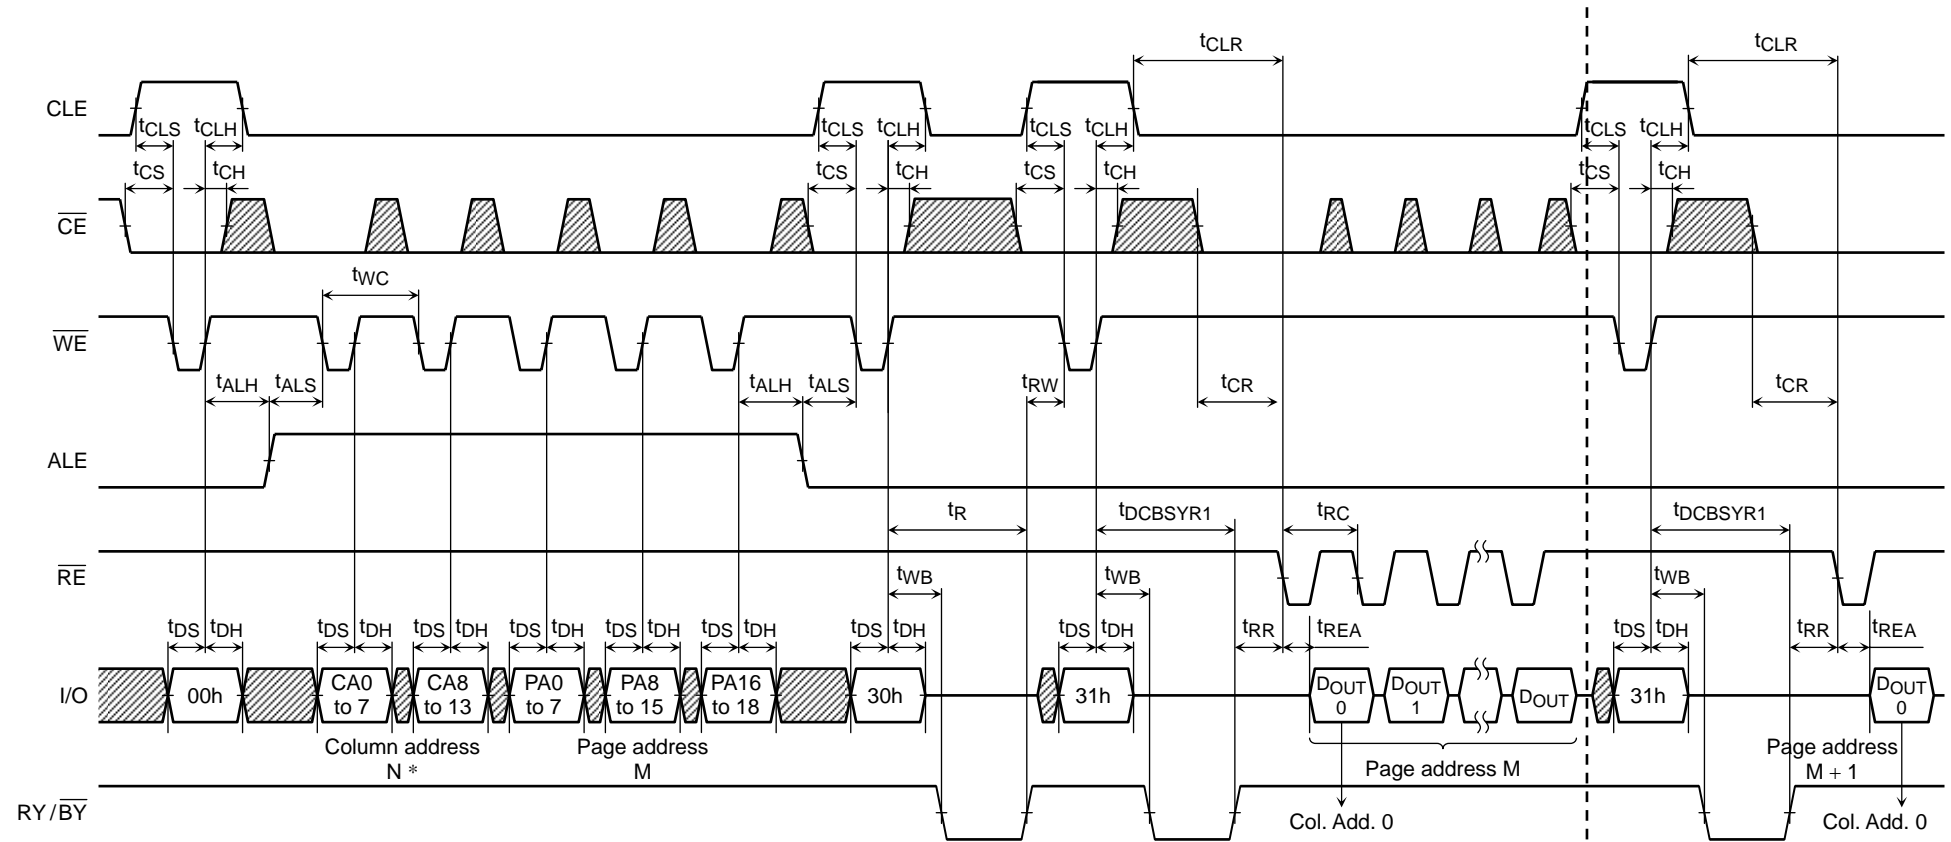 tCLR tCLR
CLE
tCLS tCLH tCLS tCLH tCLS tCLH tCLS tCLH
tCS tCH tCS tCH tCS tCH tCS tCH
CE
tWC
WE
tALH tALS tALH tALS tRW tCR tCR
ALE
tR tDCBSYR1 tRC tDCBSYR1
RE
tWB tWB tWB
tDS tDH tDS tDH tDS tDH tDS tDH tDS tDH tDS tDH tDS tDH tDS tDH tRR tREA tDS tDH tRR tREA
I/O
00h
CA0
to 7
CA8
to 13
PA0
to 7
PA8
to 15
PA16
to 18
30h
31h
DOUT
0
DOUT
1
DOUT
31h
DOUT
0
Column address
N *
Page address
M
Page address M
Page address
M + 1
RY/BY
Col. Add. 0
Col. Add. 0